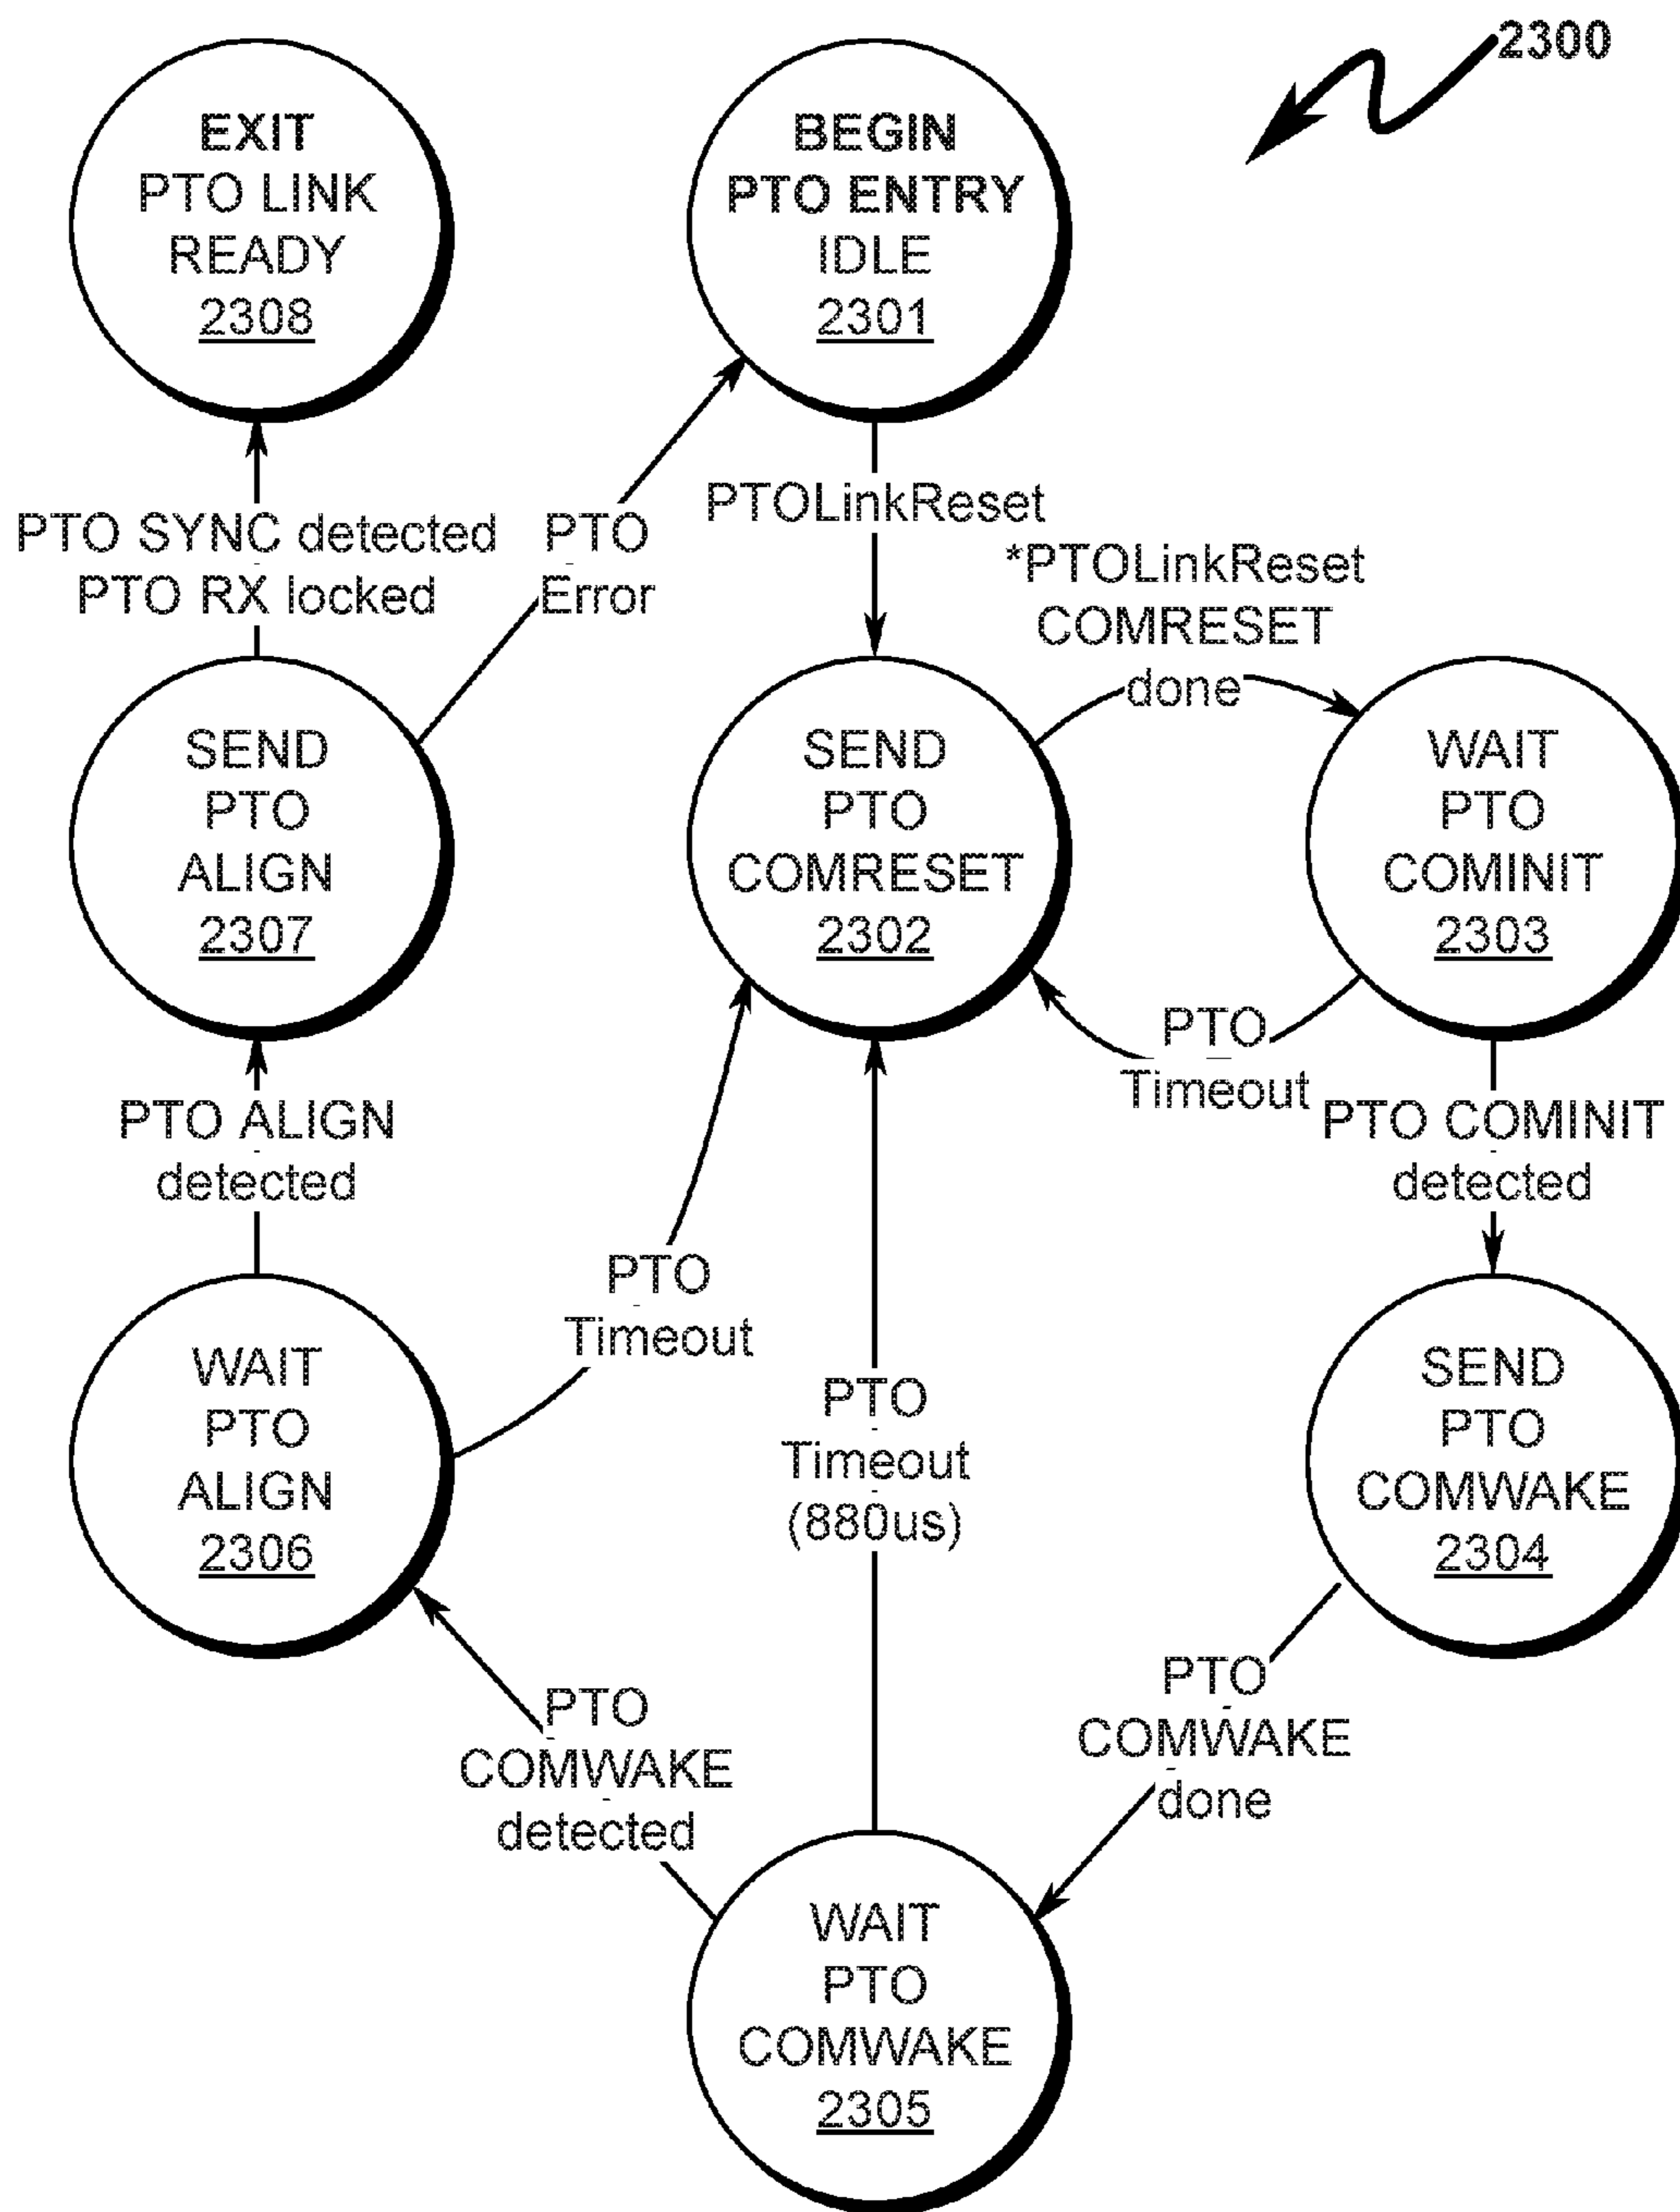 2300
EXIT
PTO LINK
READY
2308
BEGIN
PTO ENTRY
IDLE
2301
PTO SYNC detected
PTO RX locked
PTO
Error
PTOLinkReset
*PTOLinkReset
COMRESET
done
SEND
PTO
ALIGN
2307
SEND
PTO
COMRESET
2302
WAIT
PTO
COMINIT
2303
PTO ALIGN
detected
PTO
Timeout
PTO
Timeout
PTO COMINIT
detected
WAIT
PTO
ALIGN
2306
PTO
Timeout
(880us)
SEND
PTO
COMWAKE
2304
PTO
COMWAKE
detected
PTO
COMWAKE
done
WAIT
PTO
COMWAKE
2305